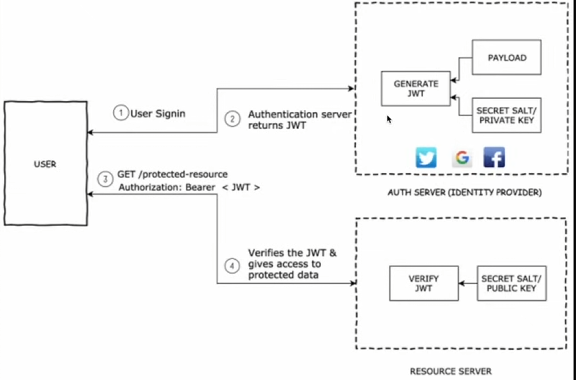 PAYLOAD
GENERATE
JWT
SECRET SALT/
PRIVATE KEY
1 User Signin
2 Authentication server
returns JWT
USER
G
f
3 GET /protected-resource
Authorization: Bearer < JWT >
AUTH SERVER (IDENTITY PROVIDER)
4 Verifies the JWT &
gives access to
protected data
VERIFY
JWT
SECRET SALT/
PUBLIC KEY
RESOURCE SERVER